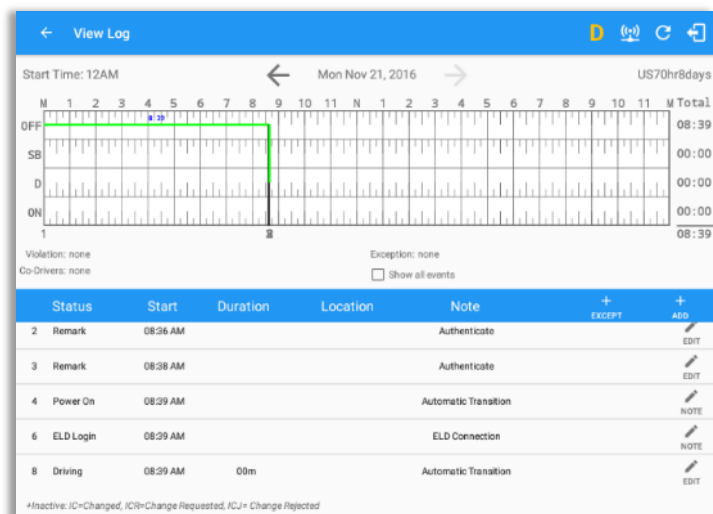 View Log
D
Start Time: 12AM
Mon Nov 21, 2016
US70hr8days
M 1 2 3 4 5 6 7 8 9 10 11 N 1 2 3 4 5 6 7 8 9 10 11 M Total
8:39
OFF 08:39
SB 00:00
D 00:00
ON 00:00
1 08:39
Violation: none Exception: none
Co-Drivers: none Show all events
Status Start Duration Location Note + EXCEPT + ADD
2 Remark 08:36 AM Authenticate EDIT
3 Remark 08:38 AM Authenticate EDIT
4 Power On 08:39 AM Automatic Transition NOTE
6 ELD Login 08:39 AM ELD Connection NOTE
8 Driving 08:39 AM 00m Automatic Transition EDIT
*Inactive: IC=Changed, ICR=Change Requested, ICJ= Change Rejected